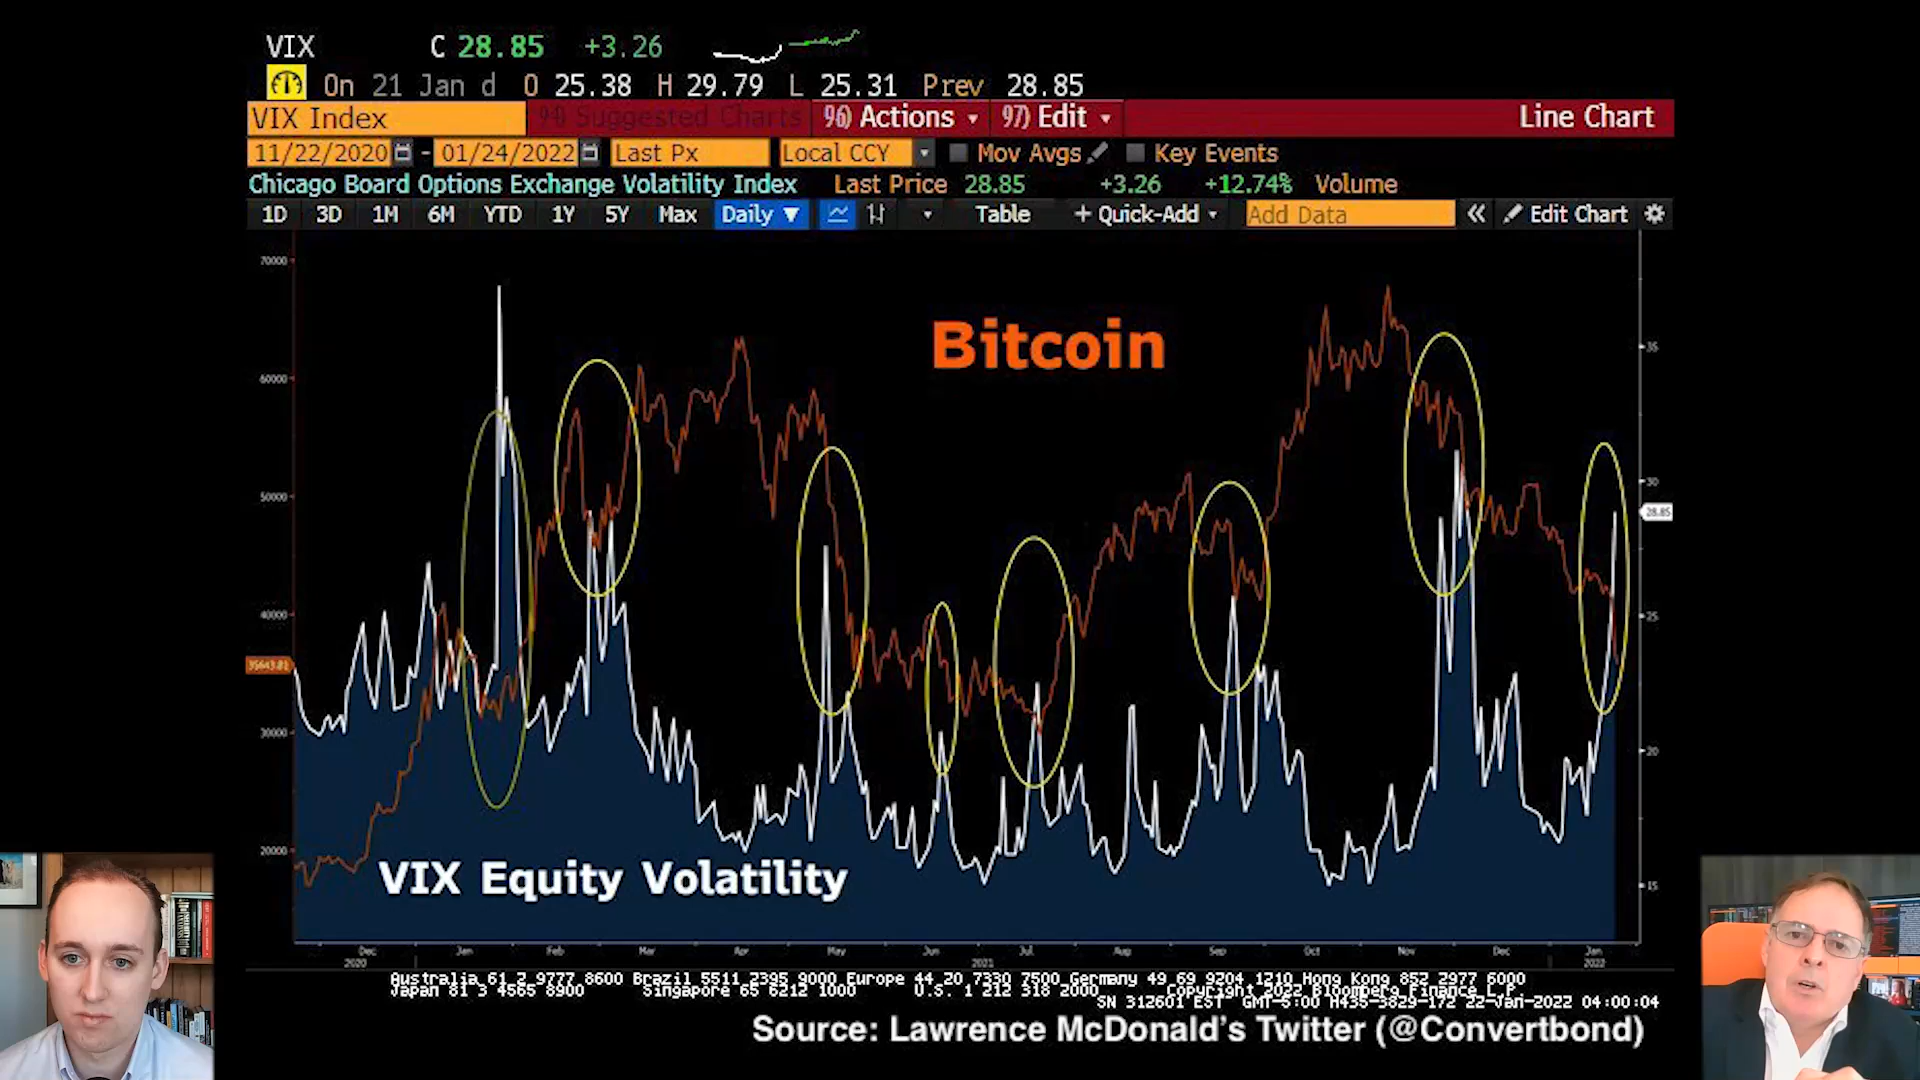 VIX C 28.85 +3.26
On 21 Jan d O 25.38 H 29.79 L 25.31 Prev 28.85
VIX Index 94) Suggested Charts 96) Actions 97) Edit Line Chart
11/22/2020 - 01/24/2022 Last Px Local CCY Mov Avgs Key Events
Chicago Board Options Exchange Volatility Index Last Price 28.85 +3.26 +12.74% Volume
1D 3D 1M 6M YTD 1Y 5Y Max Daily ▼ Table + Quick-Add Add Data « Edit Chart
70000
Bitcoin
35
60000
50000
30
28.85
40000
25
35643.81
30000
20
20000
VIX Equity Volatility
15
Dec Jan Feb Mar Apr May Jun Jul Aug Sep Oct Nov Dec Jan
2020 2021 2022
Australia 61 2 9777 8600 Brazil 5511 2395 9000 Europe 44 20 7330 7500 Germany 49 69 9204 1210 Hong Kong 852 2977 6000
Japan 81 3 4565 8900 Singapore 65 6212 1000 U.S. 1 212 318 2000 Copyright 2022 Bloomberg Finance L.P.
SN 312601 EST GMT-5:00 H435-3829-172 22-Jan-2022 04:00:04
Source: Lawrence McDonald's Twitter (@Convertbond)